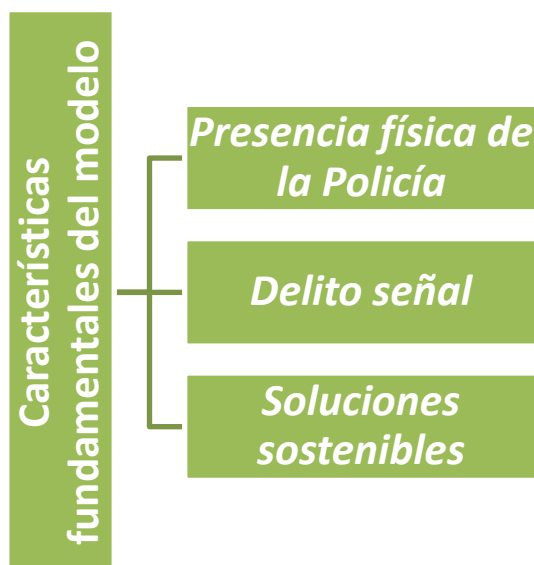 Características
fundamentales del modelo
Presencia física de
la Policía
Delito señal
Soluciones
sostenibles